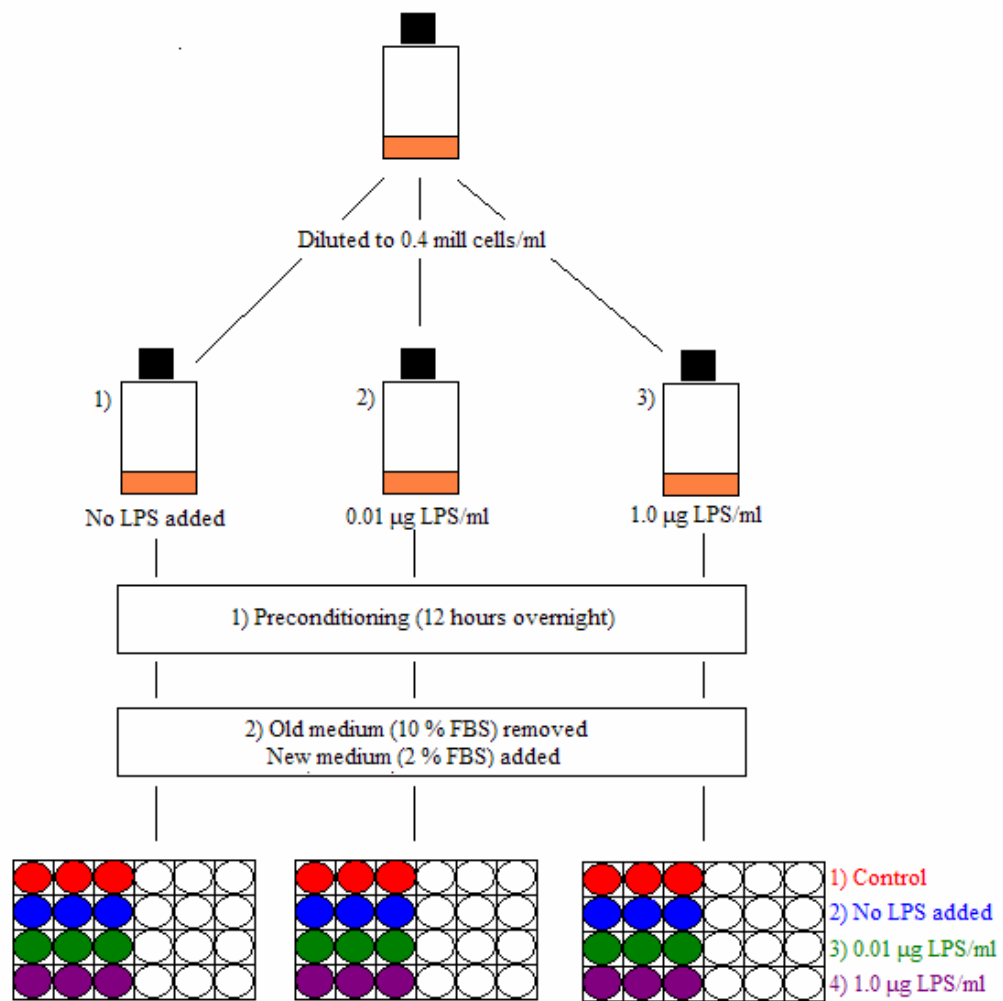 Diluted to 0.4 mill cells/ml
1)
2)
3)
No LPS added
0.01 µg LPS/ml
1.0 µg LPS/ml
1) Preconditioning (12 hours overnight)
2) Old medium (10 % FBS) removed
New medium (2 % FBS) added
1) Control
2) No LPS added
3) 0.01 µg LPS/ml
4) 1.0 µg LPS/ml